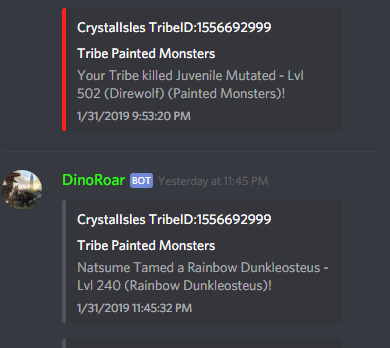 CrystalIsles TribeID:1556692999
Tribe Painted Monsters
Your Tribe killed Juvenile Mutated - Lvl
502 (Direwolf) (Painted Monsters)!
1/31/2019 9:53:20 PM
DinoRoar BOT Yesterday at 11:45 PM
CrystalIsles TribeID:1556692999
Tribe Painted Monsters
Natsume Tamed a Rainbow Dunkleosteus -
Lvl 240 (Rainbow Dunkleosteus)!
1/31/2019 11:45:32 PM